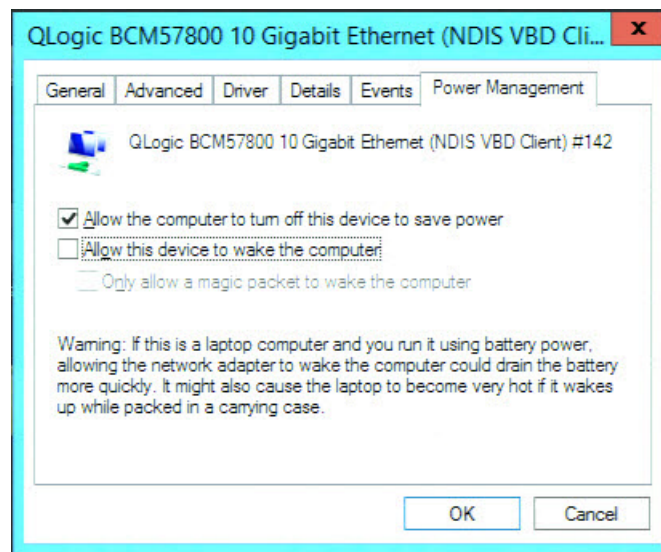 QLogic BCM57800 10 Gigabit Ethernet (NDIS VBD Cli... x
General Advanced Driver Details Events Power Management
QLogic BCM57800 10 Gigabit Ethernet (NDIS VBD Client) #142
Allow the computer to turn off this device to save power
Allow this device to wake the computer
Only allow a magic packet to wake the computer
Warning: If this is a laptop computer and you run it using battery power,
allowing the network adapter to wake the computer could drain the battery
more quickly. It might also cause the laptop to become very hot if it wakes
up while packed in a carrying case.
OK Cancel